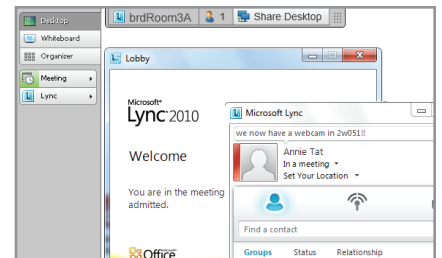 Desktop
Whiteboard
Organizer
Meeting
Lync
brdRoom3A 1 Share Desktop
Lobby
Microsoft®
Lync™2010
Welcome
You are in the meeting
admitted.
Office
Microsoft Lync
we now have a webcam in 2w051!!
Annie Tat
In a meeting
Set Your Location
Find a contact
Groups Status Relationship